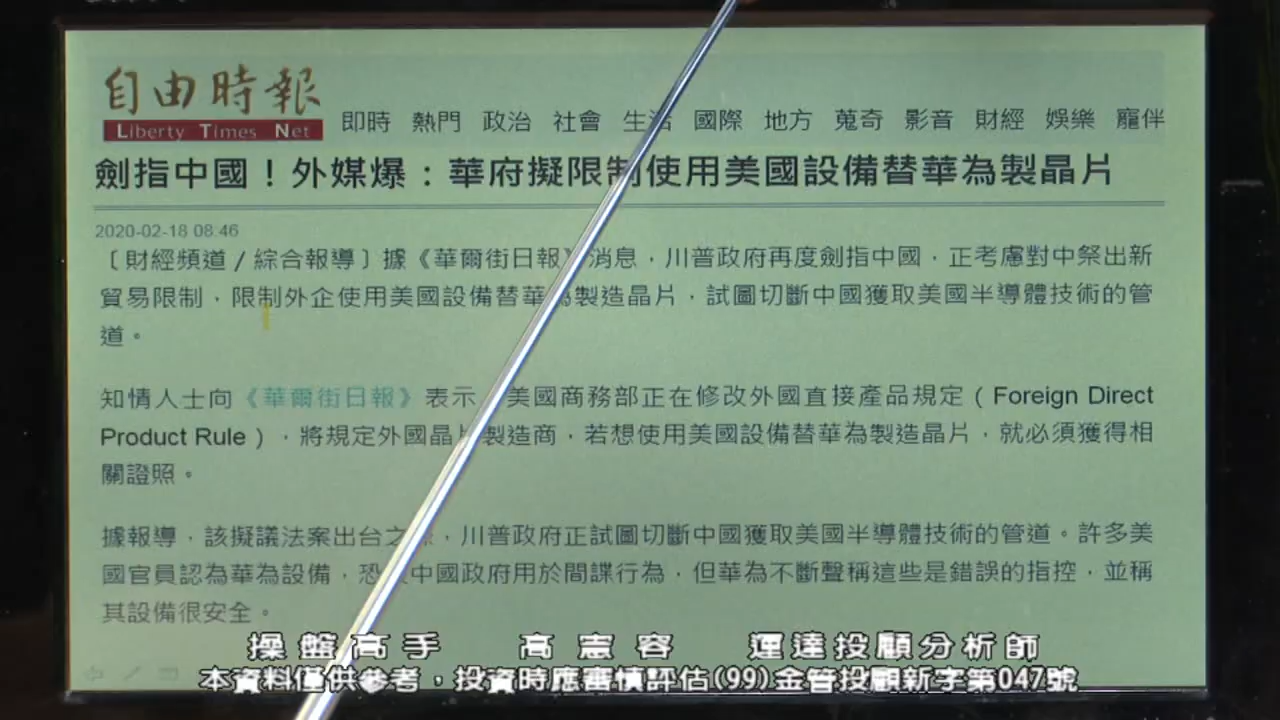 自由時報
Liberty Times Net
即時 熱門 政治 社會 生活 國際 地方 蒐奇 影音 財經 娛樂 寵伴
劍指中國！外媒爆：華府擬限制使用美國設備替華為製晶片
2020-02-18 08:46
〔財經頻道/綜合報導〕據《華爾街日報》消息，川普政府再度劍指中國，正考慮對中祭出新
貿易限制，限制外企使用美國設備替華為製造晶片，試圖切斷中國獲取美國半導體技術的管
道。
知情人士向《華爾街日報》表示 美國商務部正在修改外國直接產品規定（Foreign Direct
Product Rule），將規定外國晶片製造商，若想使用美國設備替華為製造晶片，就必須獲得相
關證照。
據報導，該擬議法案出台之 ，川普政府正試圖切斷中國獲取美國半導體技術的管道。許多美
國官員認為華為設備，恐 中國政府用於間諜行為，但華為不斷聲稱這些是錯誤的指控，並稱
其設備很安全。
操盤高手 高憲容 運達投顧分析師
本資料僅供參考，投資時應審慎評估(99)金管投顧新字第047號